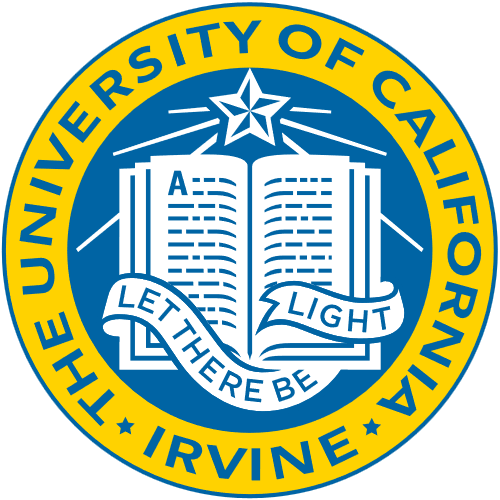 THE UNIVERSITY OF CALIFORNIA
IRVINE
A
LET THERE BE
LIGHT